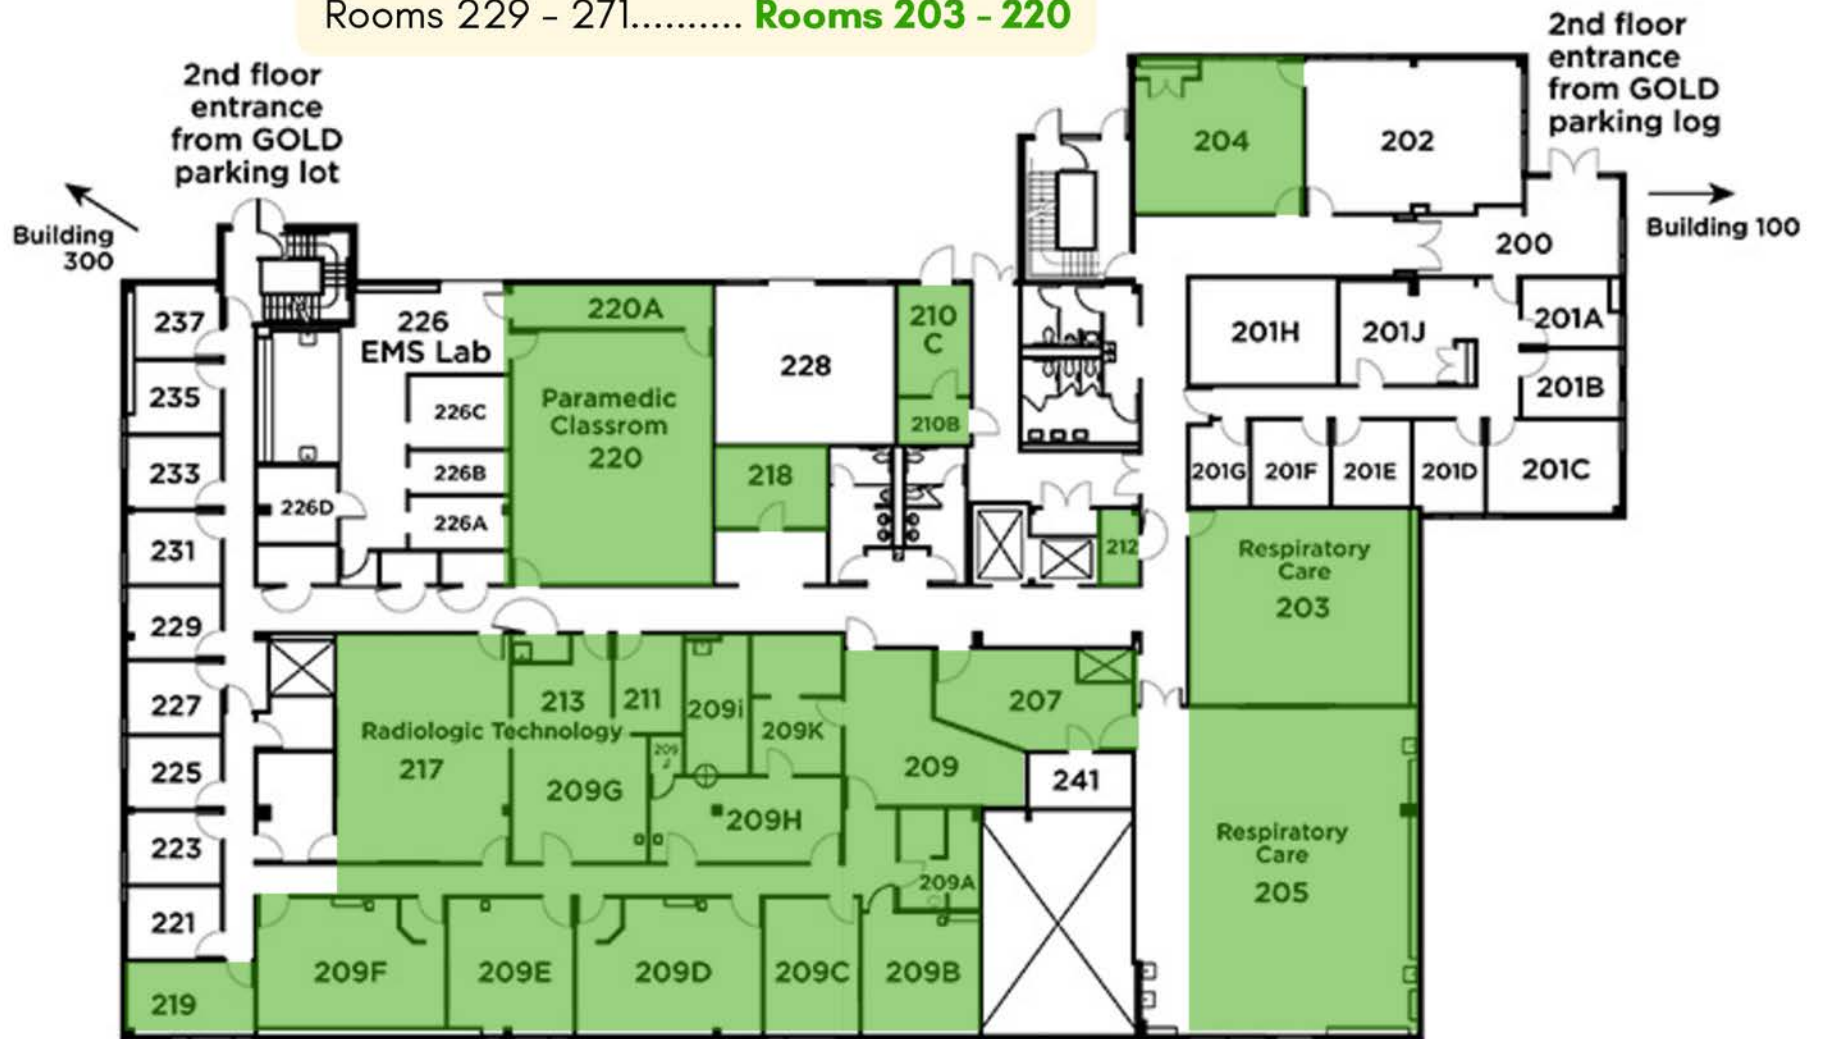 Rooms 229 - 271.......... Rooms 203 - 220
2nd floor
entrance
from GOLD
parking lot
2nd floor
entrance
from GOLD
parking log
Building
300
Building 100
204
202
200
237
226
EMS Lab
220A
228
210
C
201H
201J
201A
235
226C
Paramedic
Classrom
220
210B
201B
233
226B
218
201G
201F
201E
201D
201C
226D
226A
231
212
Respiratory
Care
203
229
227
213
211
209i
209K
207
Radiologic Technology
217
209
J
209G
209H
209
241
225
223
Respiratory
Care
205
209A
221
219
209F
209E
209D
209C
209B